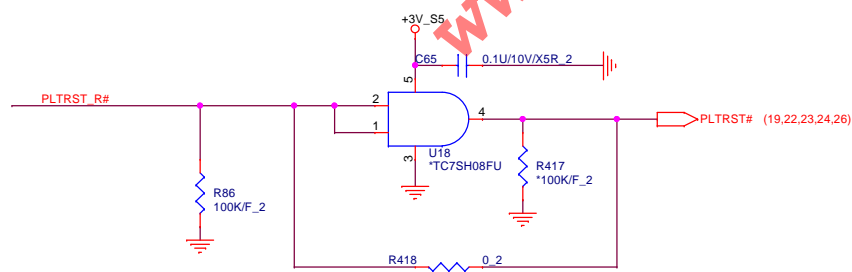 +3V_S5
C65 0.1U/10V/X5R_2
5
PLTRST_R#
2
4
1
PLTRST# (19,22,23,24,26)
3
U18
*TC7SH08FU
R417
*100K/F_2
R86
100K/F_2
R418 0_2